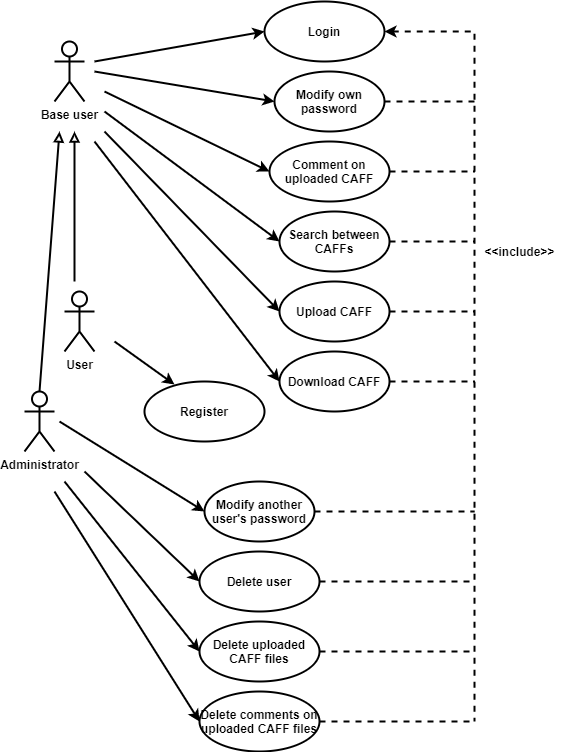 Login
Base user
Modify own
password
Comment on
uploaded CAFF
Search between
CAFFs
<<include>>
Upload CAFF
User
Download CAFF
Register
Administrator
Modify another
user's password
Delete user
Delete uploaded
CAFF files
Delete comments on
uploaded CAFF files